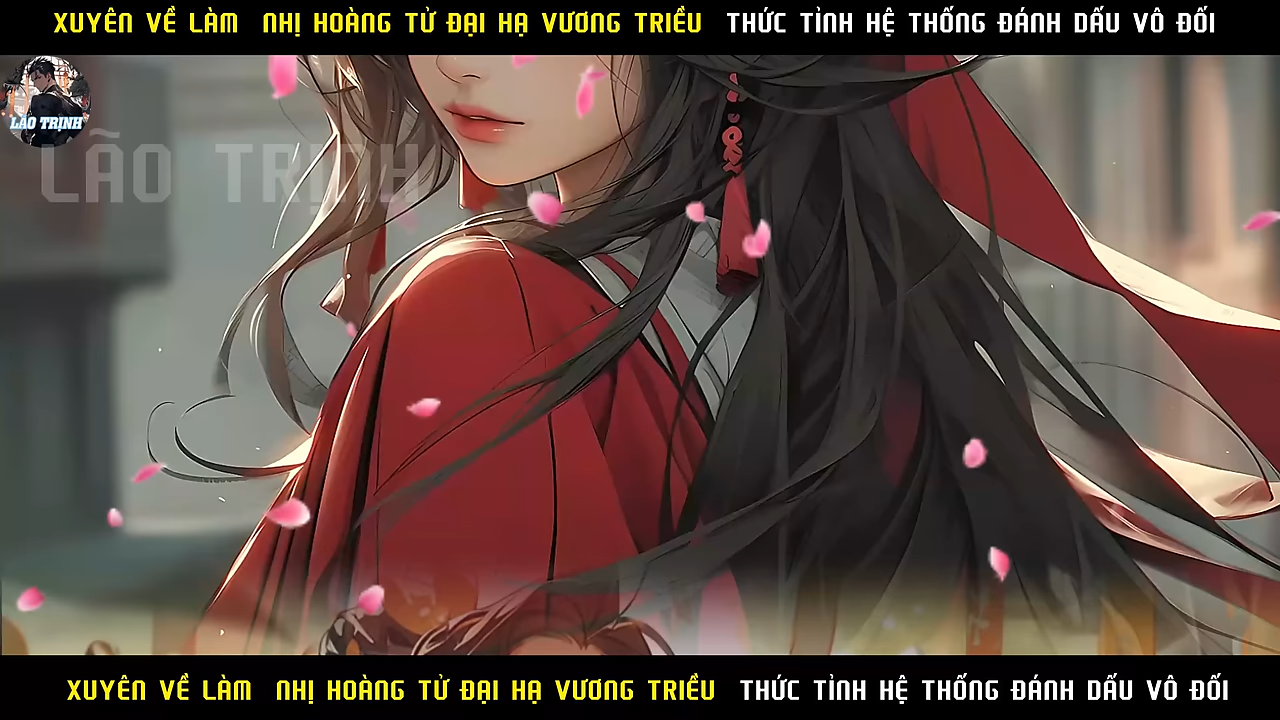 XUYÊN VỀ LÀM NHỊ HOÀNG TỬ ĐẠI HẠ VƯƠNG TRIỀU THỨC TỈNH HỆ THỐNG ĐÁNH DẤU VÔ ĐỐI
LÃO TRỊNH
LÃO TRỊNH
XUYÊN VỀ LÀM NHỊ HOÀNG TỬ ĐẠI HẠ VƯƠNG TRIỀU THỨC TỈNH HỆ THỐNG ĐÁNH DẤU VÔ ĐỐI